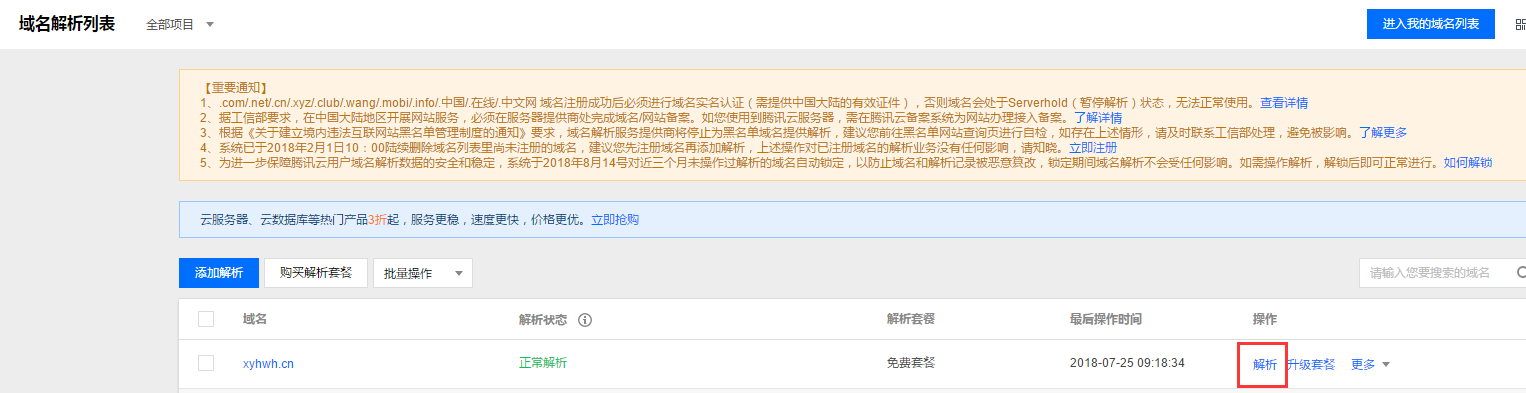 域名解析列表 全部项目 进入我的域名列表
【重要通知】
1、.com/.net/.cn/.xyz/.club/.wang/.mobi/.info/.中国/.在线/.中文网 域名注册成功后必须进行域名实名认证（需提供中国大陆的有效证件），否则域名会处于Serverhold（暂停解析）状态，无法正常使用。查看详情
2、据工信部要求，在中国大陆地区开展网站服务，必须在服务器提供商处完成域名/网站备案。如您使用到腾讯云服务器，需在腾讯云备案系统为网站办理接入备案。了解详情
3、根据《关于建立境内违法互联网站黑名单管理制度的通知》要求，域名解析服务提供商将停止为黑名单域名提供解析，建议您前往黑名单网站查询页进行自检，如存在上述情形，请及时联系工信部处理，避免被影响。了解更多
4、系统已于2018年2月1日10：00陆续删除域名列表里尚未注册的域名，建议您先注册域名再添加解析，上述操作对已注册域名的解析业务没有任何影响，请知晓。立即注册
5、为进一步保障腾讯云用户域名解析数据的安全和稳定，系统于2018年8月14号对近三个月未操作过解析的域名自动锁定，以防止域名和解析记录被恶意篡改，锁定期间域名解析不会受任何影响。如需操作解析，解锁后即可正常进行。如何解锁
云服务器、云数据库等热门产品3折起，服务更稳，速度更快，价格更优。立即抢购
添加解析 购买解析套餐 批量操作 请输入您要搜索的域名
域名 解析状态 解析套餐 最后操作时间 操作
xyhwh.cn 正常解析 免费套餐 2018-07-25 09:18:34 解析 升级套餐 更多